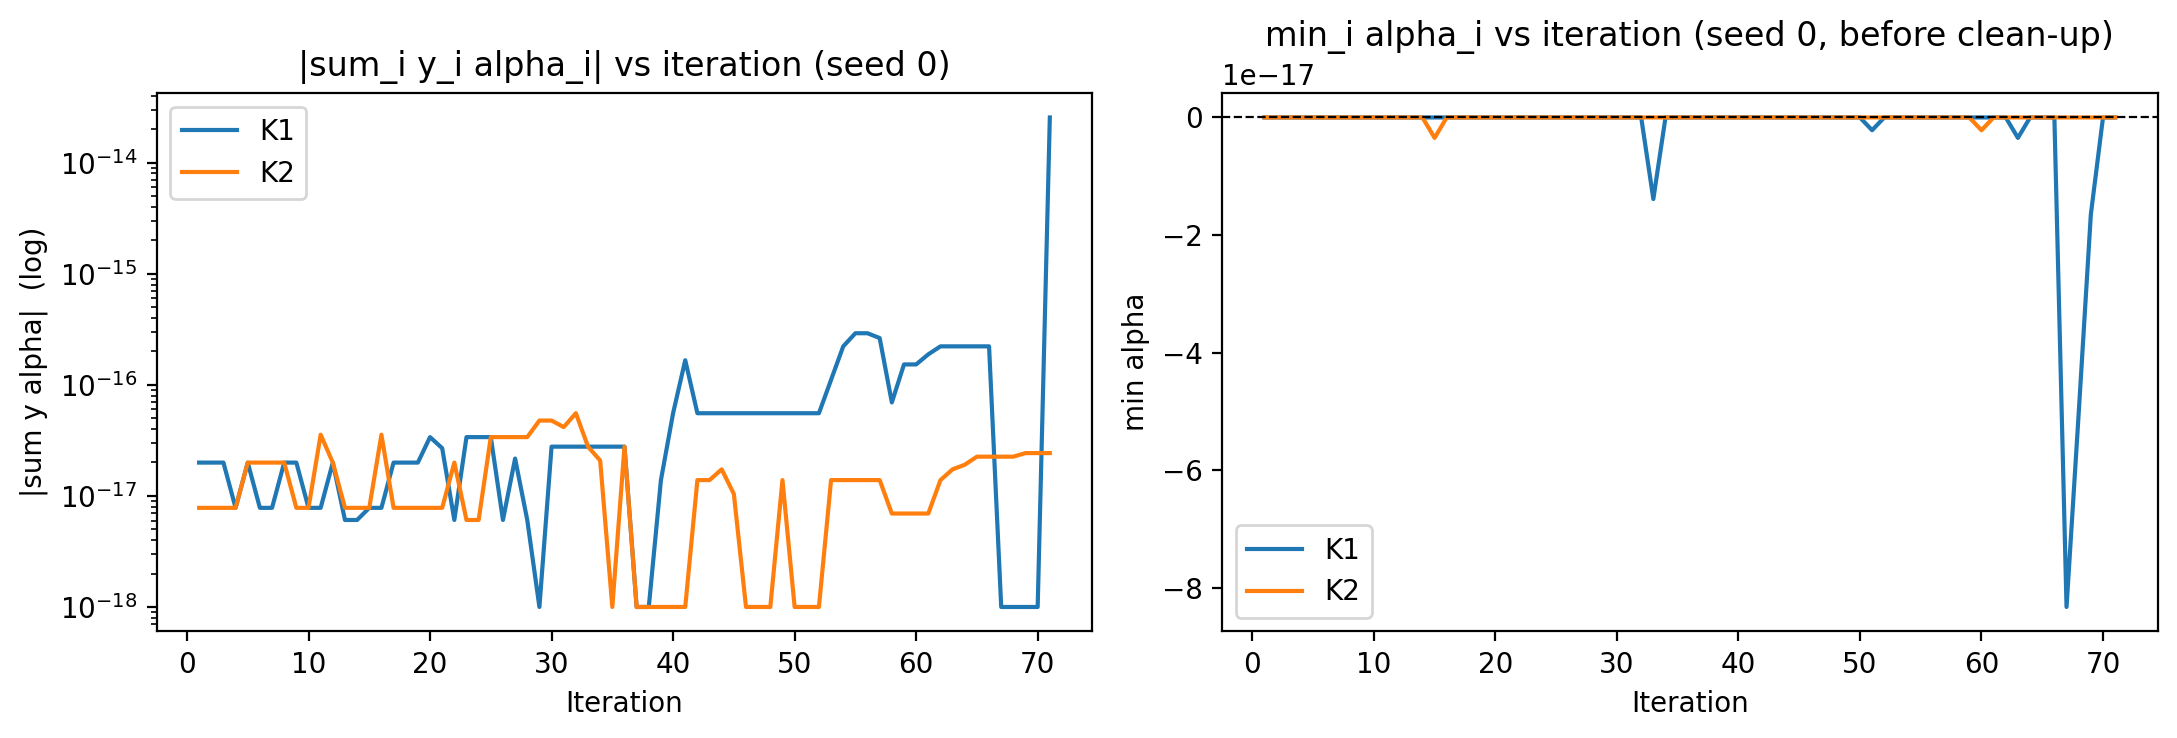 |sum_i y_i alpha_i| vs iteration (seed 0)
K1
K2
10⁻¹⁴
10⁻¹⁵
10⁻¹⁶
10⁻¹⁷
10⁻¹⁸
|sum y alpha|  (log)
0 10 20 30 40 50 60 70
Iteration
min_i alpha_i vs iteration (seed 0, before clean-up)
1e−17
0
−2
−4
−6
−8
min alpha
K1
K2
0 10 20 30 40 50 60 70
Iteration